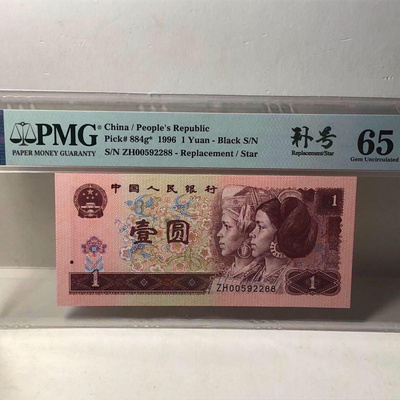 PMG
PAPER MONEY GUARANTY
China / People's Republic
Pick# 884g* 1996 1 Yuan - Black S/N
S/N ZH00592288 - Replacement / Star
补号
Replacement/Star
65
Gem Uncirculated
中国人民银行
1
壹圆
1
1
ZH00592288